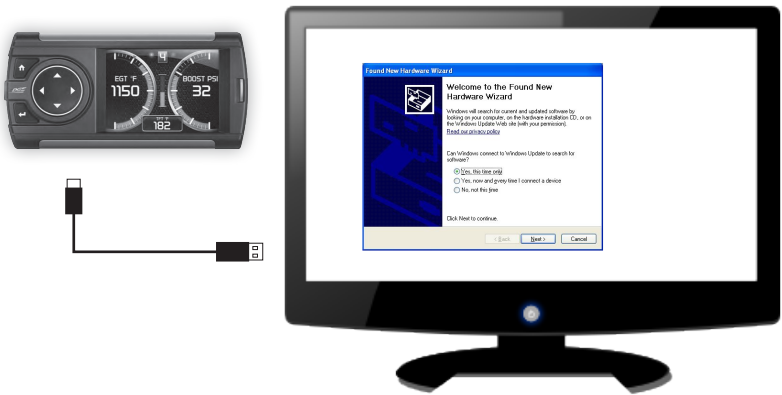 EGT °F
1150
4
BOOST PSI
32
182
Found New Hardware Wizard
Welcome to the Found New
Hardware Wizard
Windows will search for current and updated software by
looking on your computer, on the hardware installation CD, or on
the Windows Update Web site (with your permission).
Read our privacy policy
Can Windows connect to Windows Update to search for
software?
Yes, this time only
Yes, now and every time I connect a device
No, not this time
Click Next to continue.
< Back
Next >
Cancel